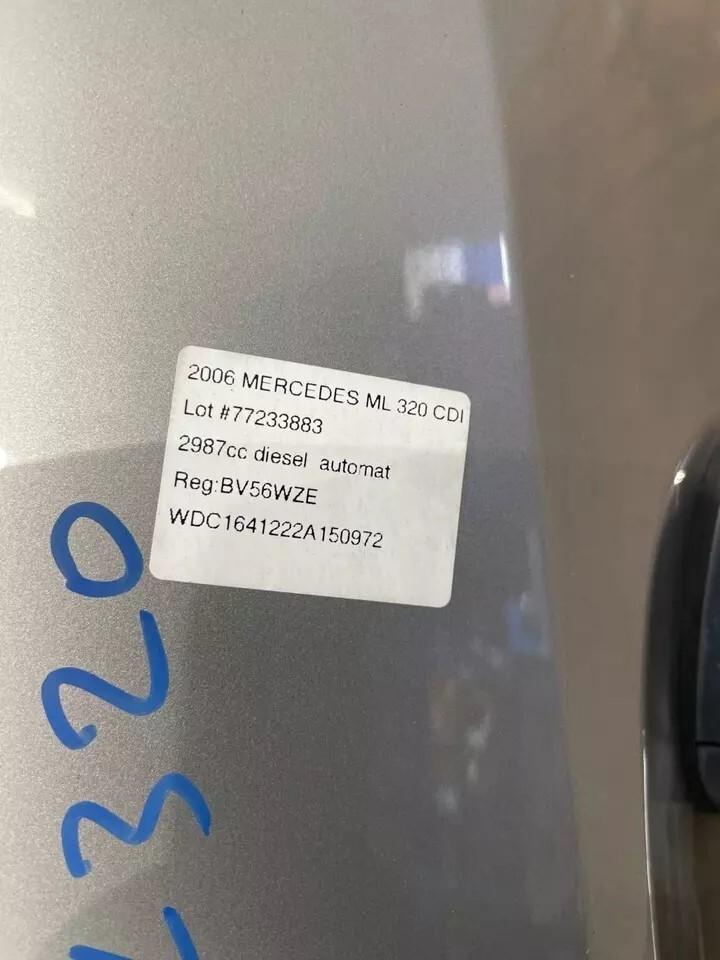 2006 MERCEDES ML 320 CDI
Lot #77233883
2987cc diesel automat
Reg:BV56WZE
WDC1641222A150972
L 320